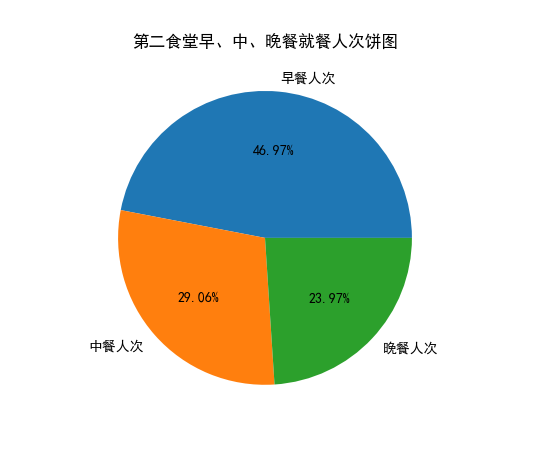 第二食堂早、中、晚餐就餐人次饼图
早餐人次
46.97%
29.06%
23.97%
中餐人次
晚餐人次